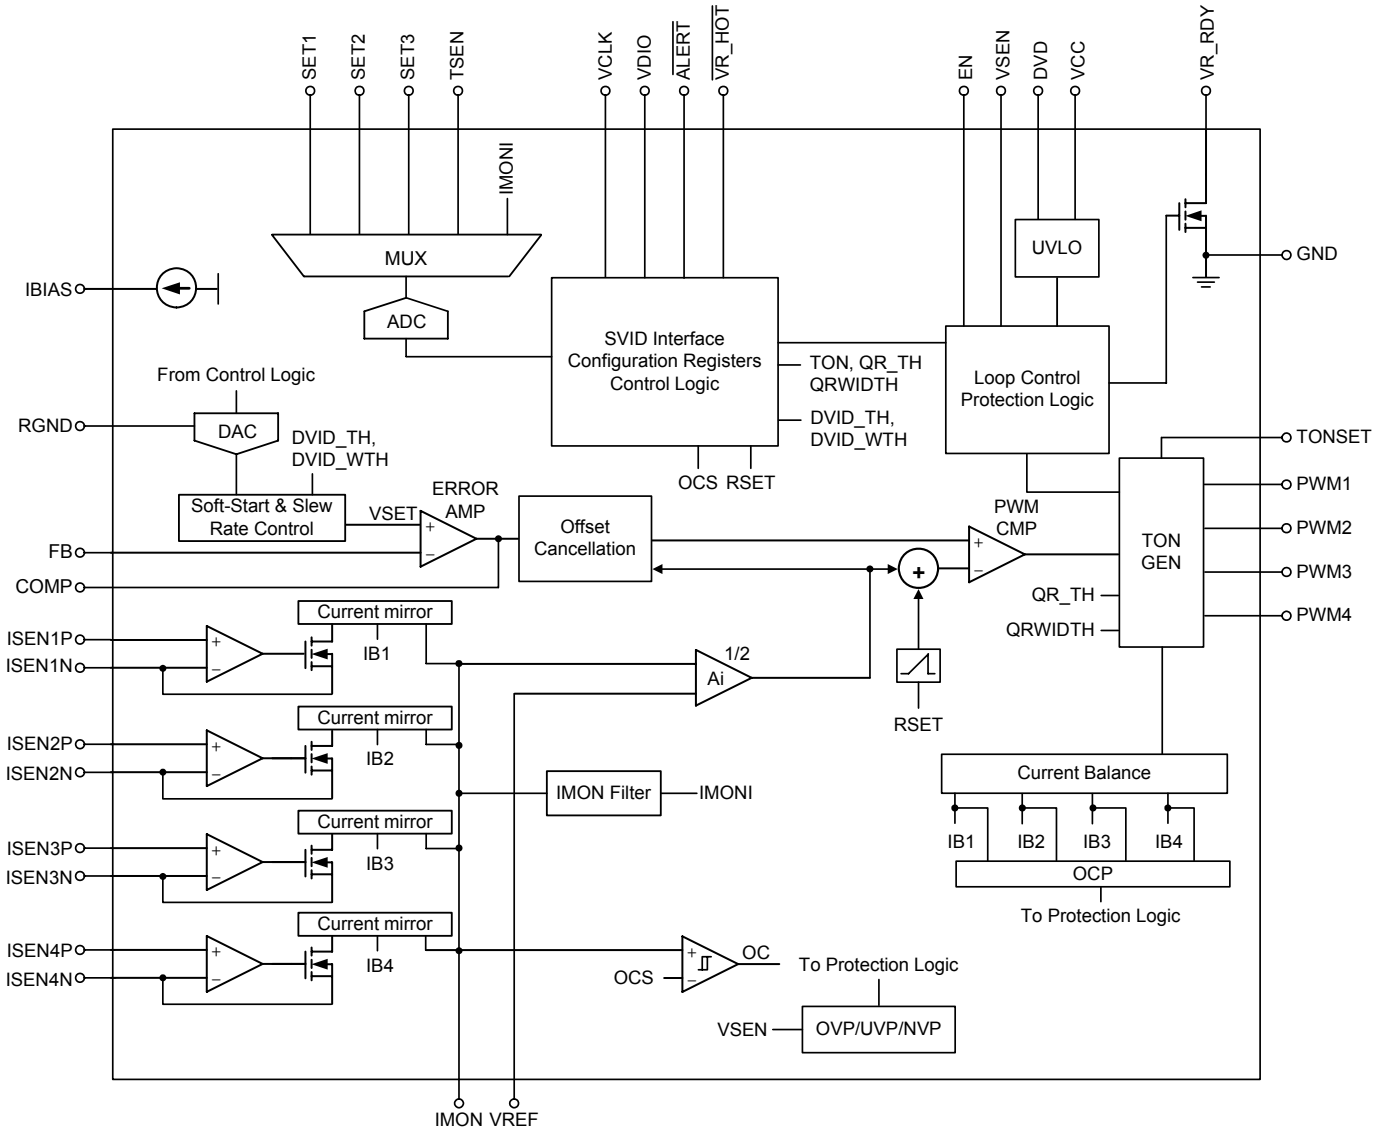 SET1
SET2
SET3
TSEN
VCLK
VDIO
ALERT
VR_HOT
EN
VSEN
DVD
VCC
VR_RDY
IMONI
MUX
UVLO
GND
IBIAS
ADC
SVID Interface
Configuration Registers
Control Logic
TON, QR_TH
QRWIDTH
Loop Control
Protection Logic
From Control Logic
RGND
DAC
DVID_TH,
DVID_WTH
DVID_TH,
DVID_WTH
TONSET
OCS
RSET
ERROR
AMP
Soft-Start & Slew
Rate Control
VSET
+
−
Offset
Cancellation
PWM
CMP
+
−
TON
GEN
PWM1
PWM2
PWM3
PWM4
FB
COMP
+
QR_TH
QRWIDTH
Current mirror
ISEN1P
ISEN1N
+
−
IB1
1/2
Ai
RSET
Current mirror
ISEN2P
ISEN2N
+
−
IB2
IMON Filter
IMONI
Current Balance
IB1
IB2
IB3
IB4
OCP
To Protection Logic
Current mirror
ISEN3P
ISEN3N
+
−
IB3
Current mirror
ISEN4P
ISEN4N
+
−
IB4
+
−
OCS
OC
To Protection Logic
VSEN
OVP/UVP/NVP
IMON
VREF